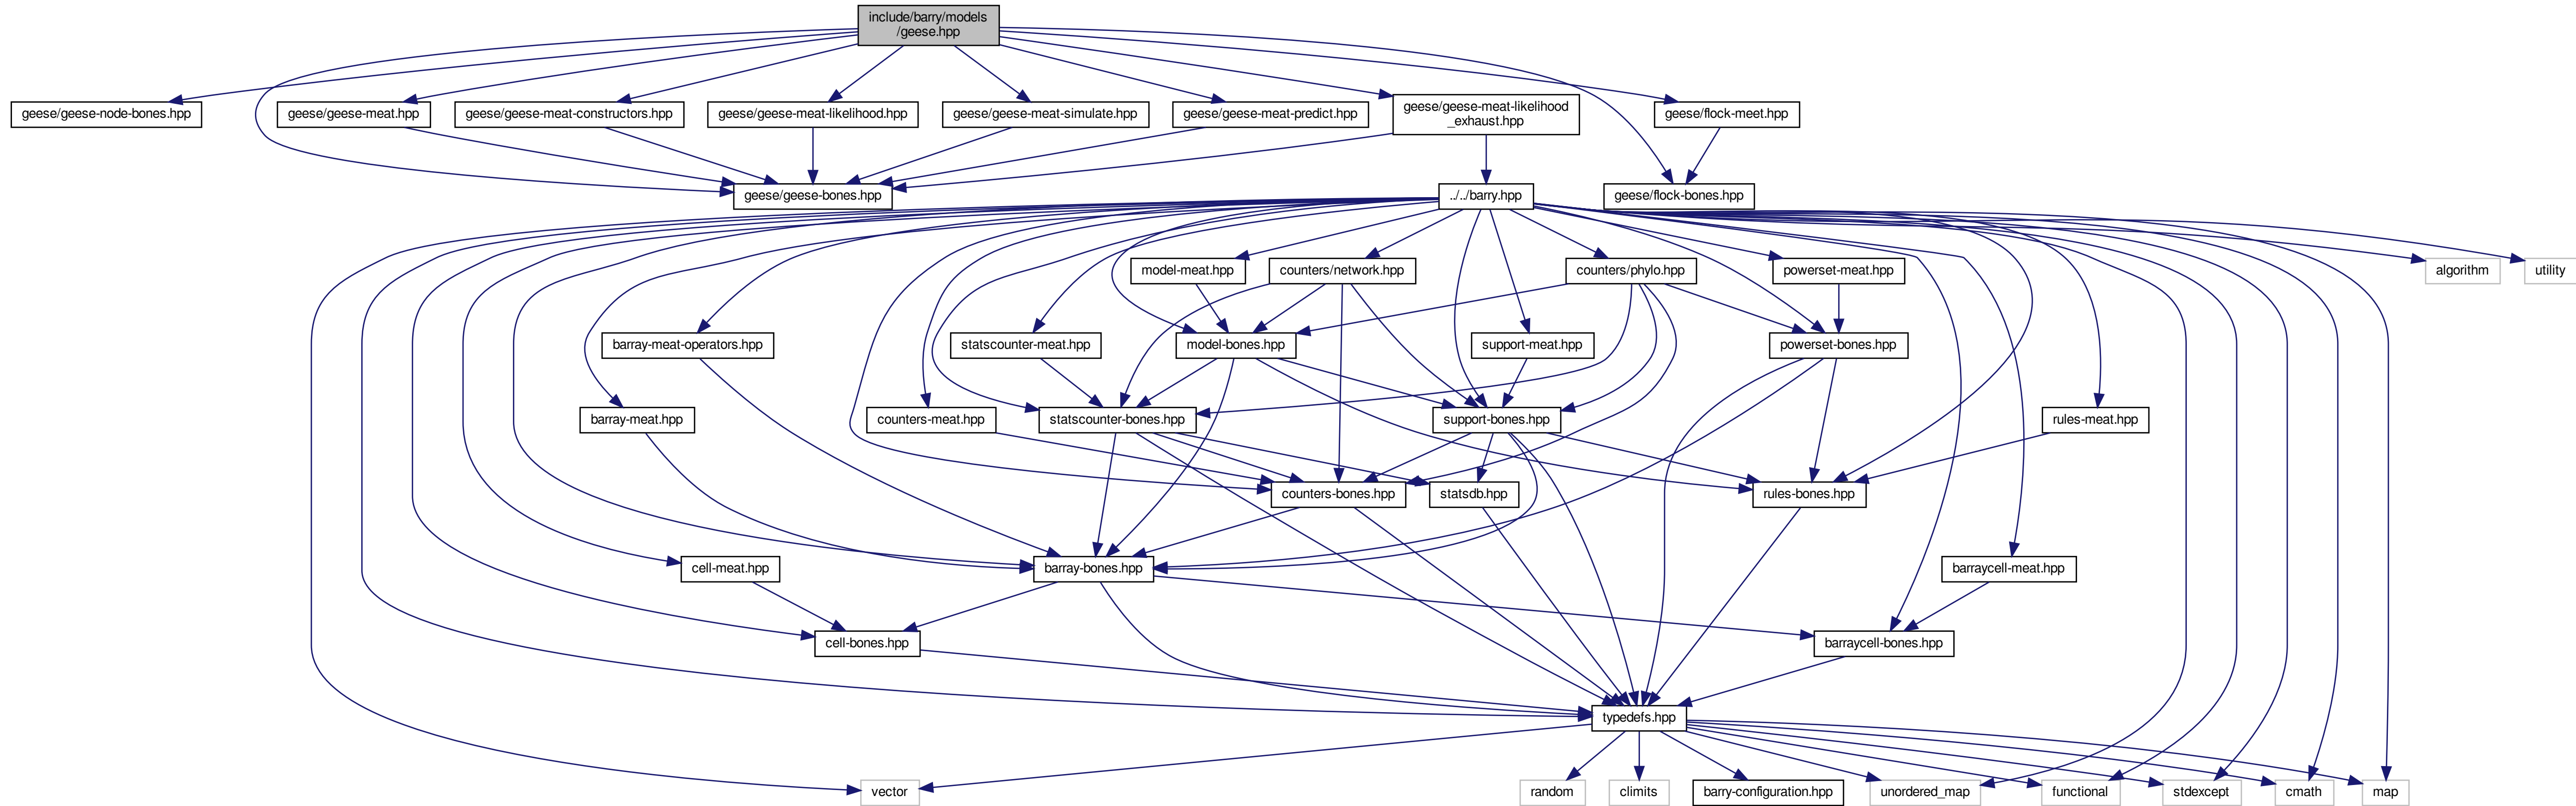 include/barry/models
/geese.hpp
geese/geese-node-bones.hpp
geese/geese-meat.hpp
geese/geese-meat-constructors.hpp
geese/geese-meat-likelihood.hpp
geese/geese-meat-simulate.hpp
geese/geese-meat-predict.hpp
geese/geese-meat-likelihood
_exhaust.hpp
geese/flock-meet.hpp
geese/geese-bones.hpp
../../barry.hpp
geese/flock-bones.hpp
model-meat.hpp
counters/network.hpp
counters/phylo.hpp
powerset-meat.hpp
algorithm
utility
barray-meat-operators.hpp
statscounter-meat.hpp
model-bones.hpp
support-meat.hpp
powerset-bones.hpp
barray-meat.hpp
counters-meat.hpp
statscounter-bones.hpp
support-bones.hpp
rules-meat.hpp
counters-bones.hpp
statsdb.hpp
rules-bones.hpp
cell-meat.hpp
barray-bones.hpp
barraycell-meat.hpp
cell-bones.hpp
barraycell-bones.hpp
typedefs.hpp
vector
random
climits
barry-configuration.hpp
unordered_map
functional
stdexcept
cmath
map